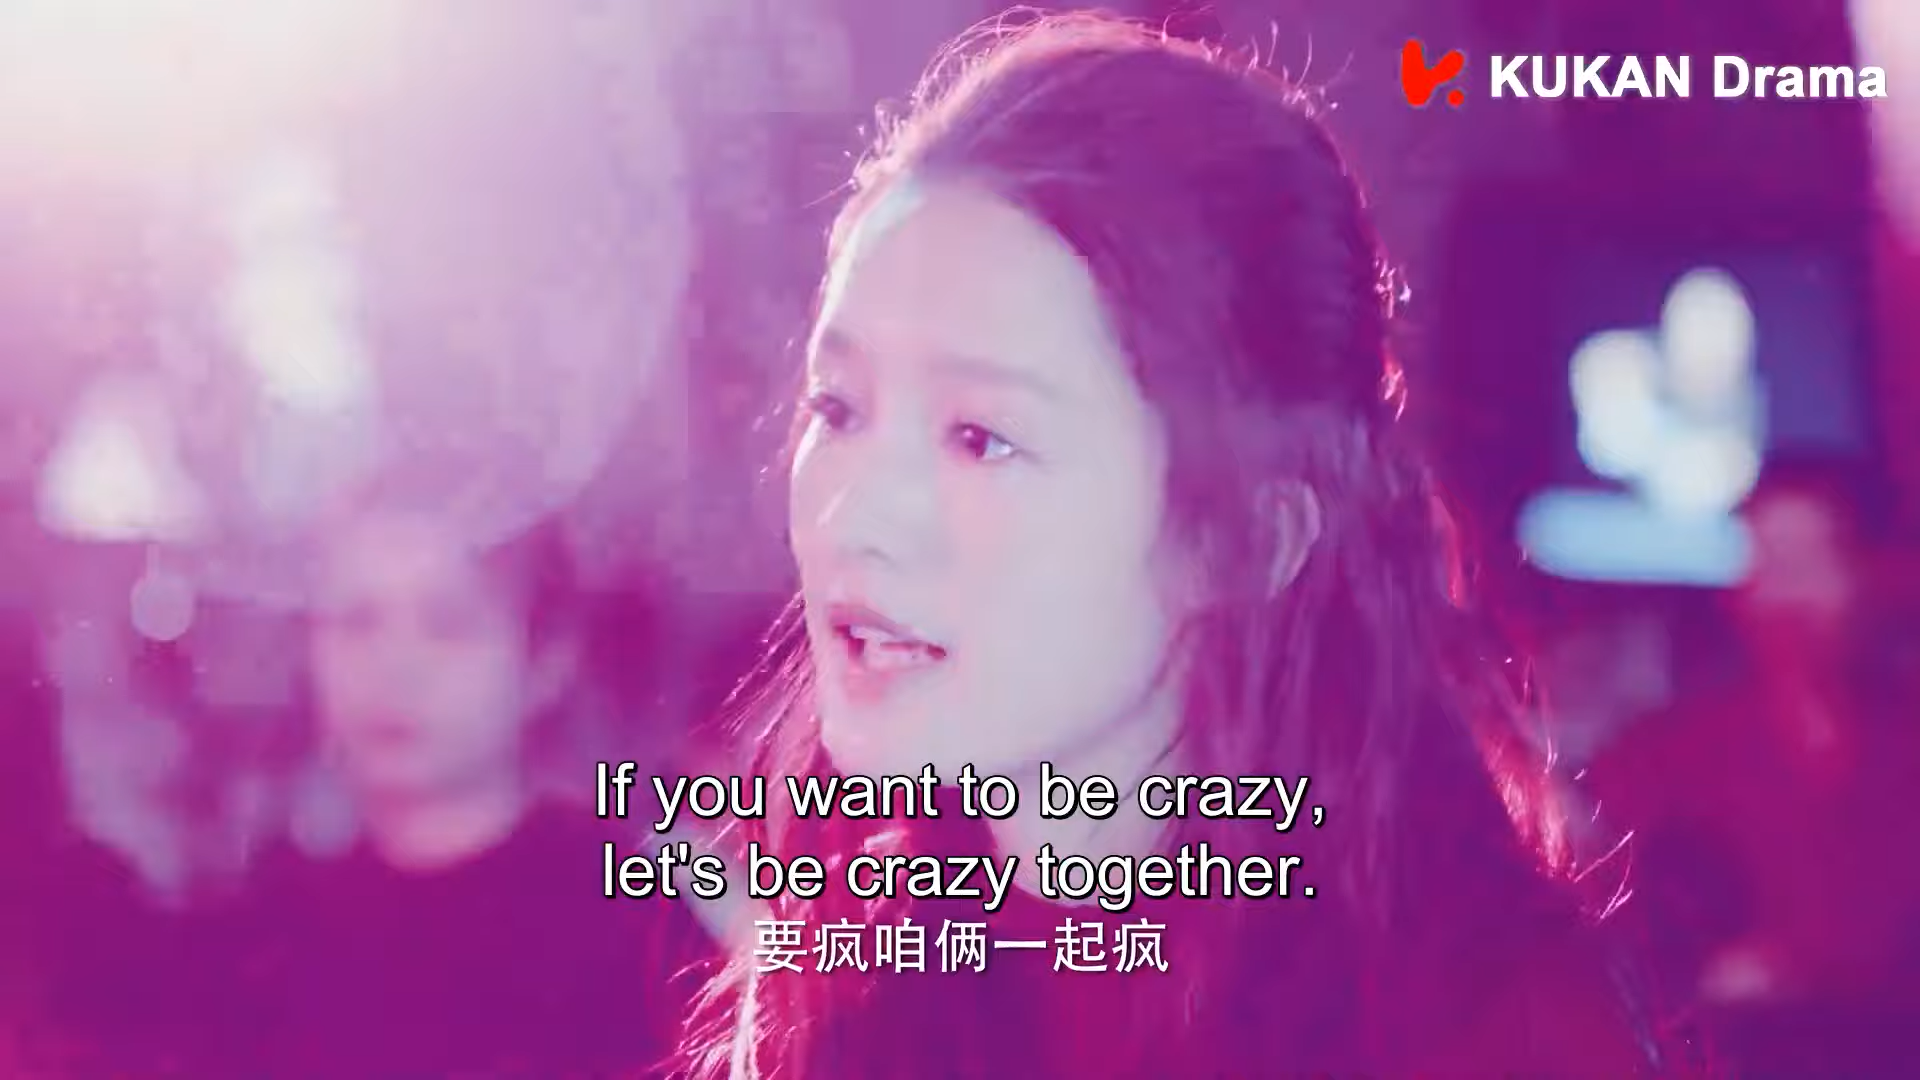 KUKAN Drama
If you want to be crazy,
let's be crazy together.
要疯咱俩一起疯